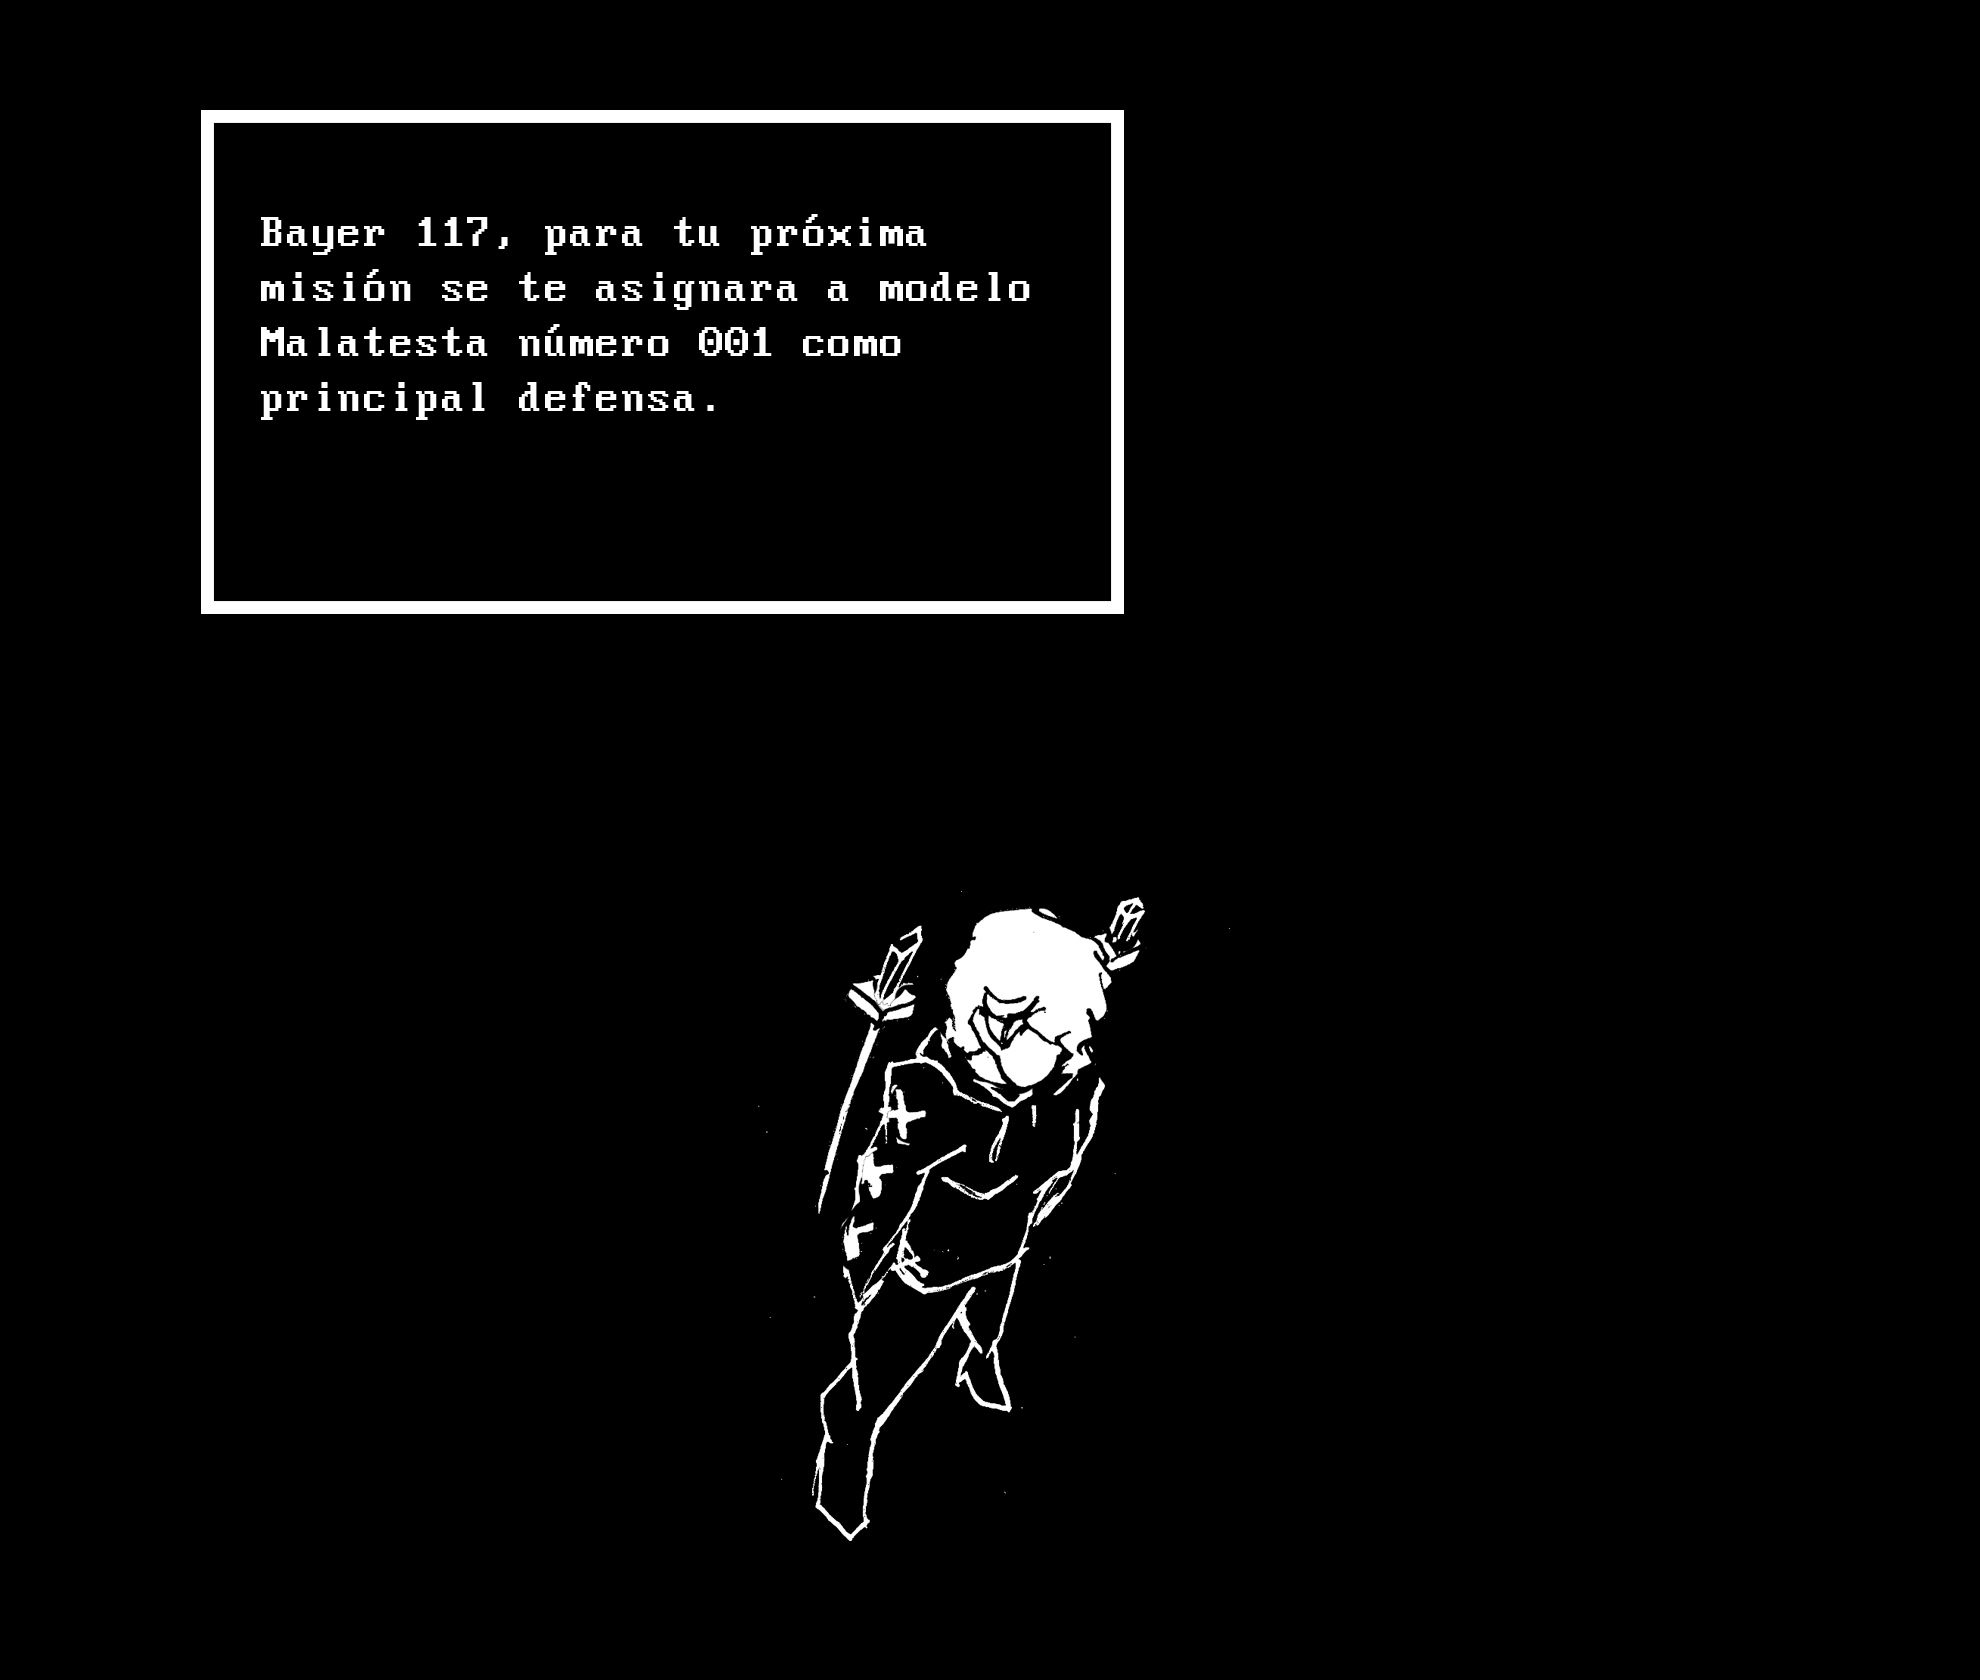 Bayer 117, para tu próxima
misión se te asignara a modelo
Malatesta número 001 como
principal defensa.